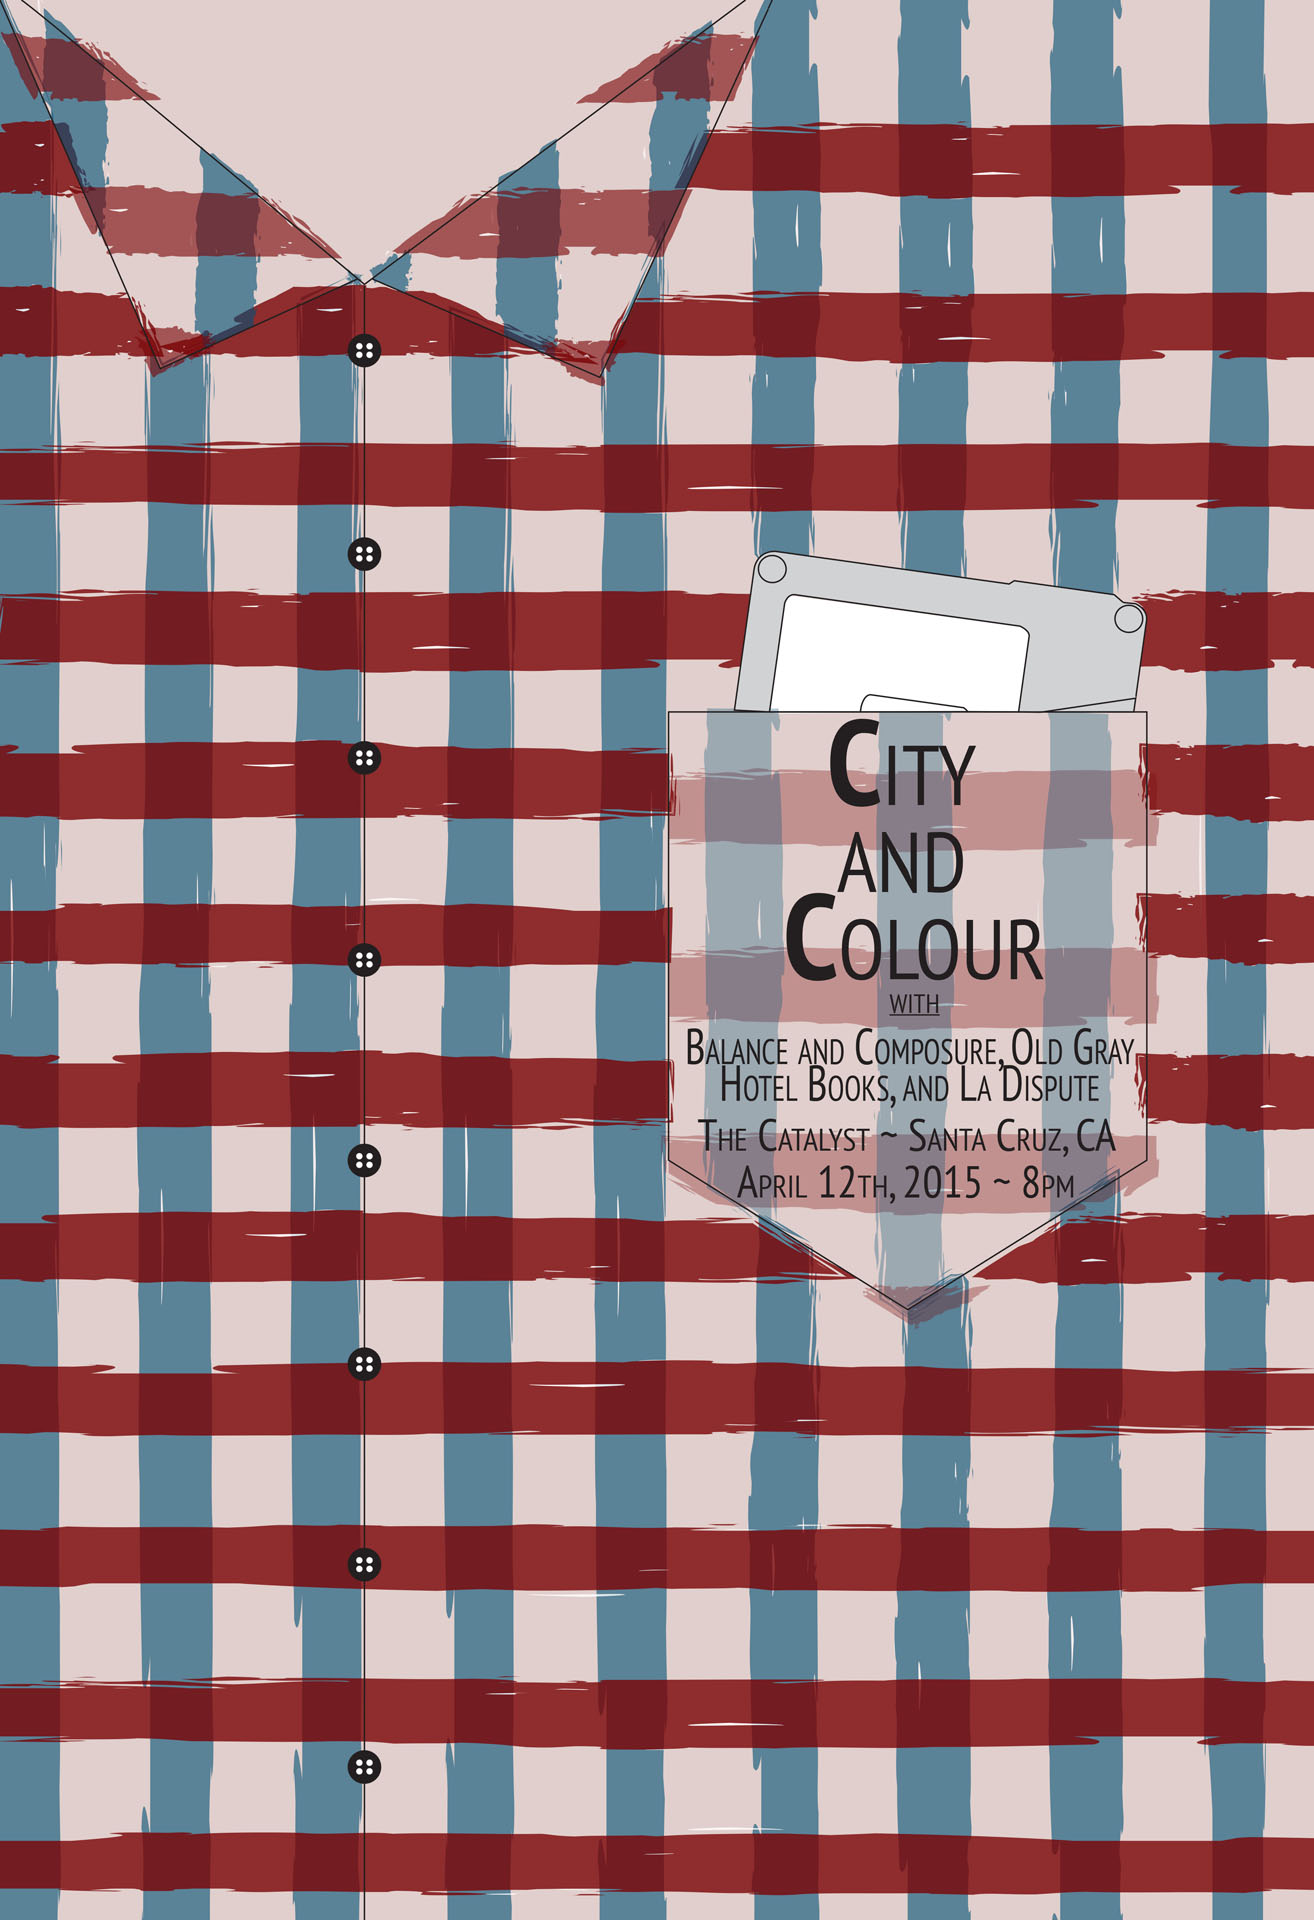 City
and
Colour
with
Balance and Composure, Old Gray
Hotel Books, and La Dispute
The Catalyst ~ Santa Cruz, CA
April 12th, 2015 ~ 8pm